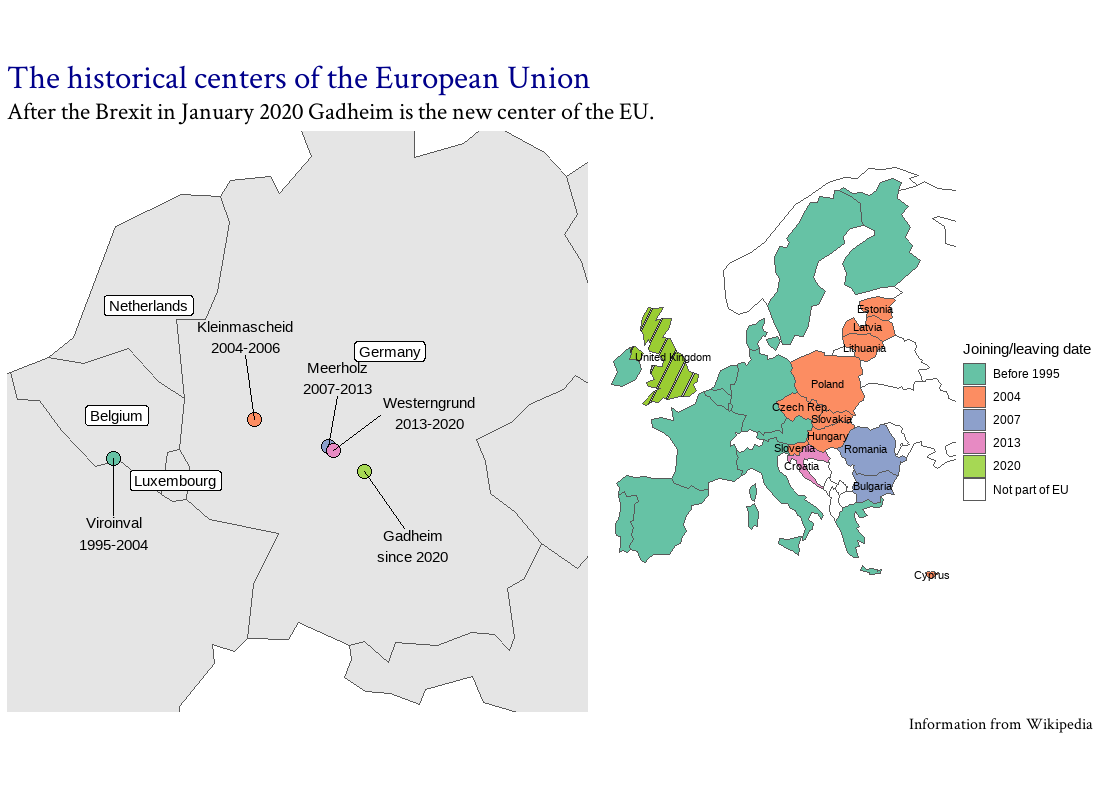 The historical centers of the European Union
After the Brexit in January 2020 Gadheim is the new center of the EU.
Netherlands
Kleinmascheid
2004-2006
Germany
Meerholz
2007-2013
Westerngrund
2013-2020
Belgium
Luxembourg
Viroinval
1995-2004
Gadheim
since 2020
Estonia
Latvia
Lithuania
United Kingdom
Poland
Czech Rep.
Slovakia
Hungary
Slovenia
Romania
Croatia
Bulgaria
Cyprus
Joining/leaving date
Before 1995
2004
2007
2013
2020
Not part of EU
Information from Wikipedia